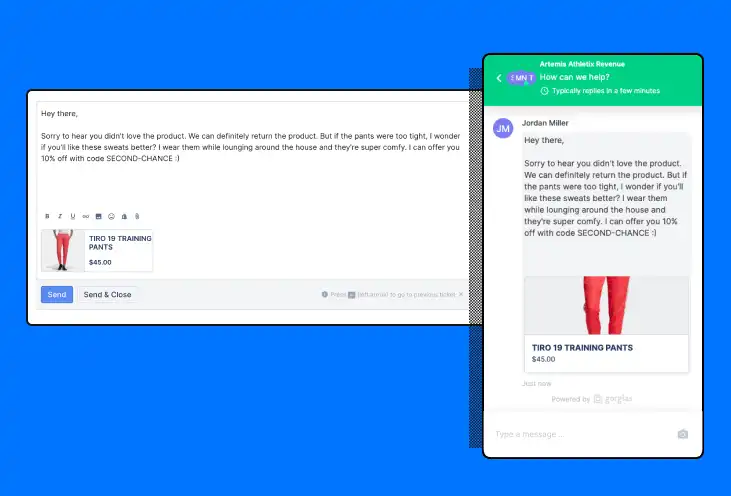 Hey there,
Sorry to hear you didn't love the product. We can definitely return the product. But if the pants were too tight, I wonder
if you'll like these sweats better? I wear them while lounging around the house and they're super comfy. I can offer you
10% off with code SECOND-CHANCE :)
B I U
TIRO 19 TRAINING
PANTS
$45.00
Send Send & Close
Press (left arrow) to go to previous ticket.
Artemis Athletix Revenue
How can we help?
Typically replies in a few minutes
JM Jordan Miller
Hey there,
Sorry to hear you didn't love the product.
We can definitely return the product. But if
the pants were too tight, I wonder if you'll
like these sweats better? I wear them
while lounging around the house and
they're super comfy. I can offer you 10%
off with code SECOND-CHANCE :)
TIRO 19 TRAINING PANTS
$45.00
Just now
Powered by gorgias
Type a message...